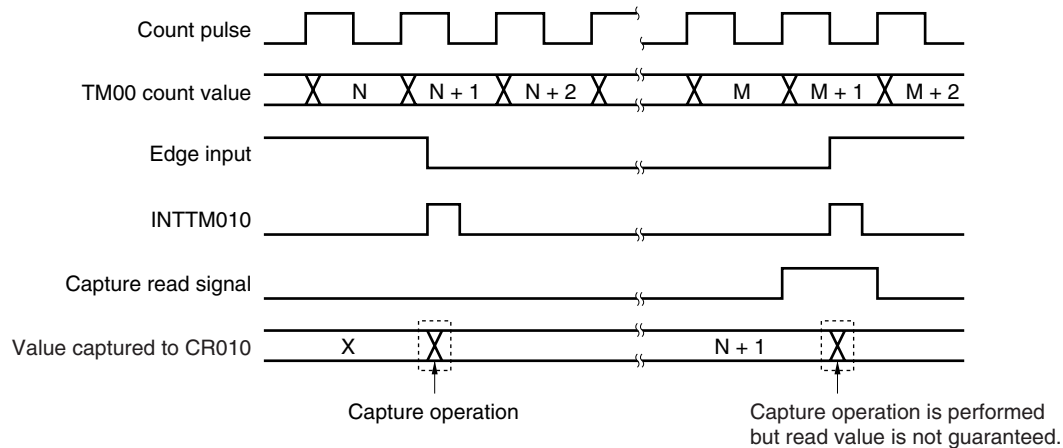 Count pulse
TM00 count value
N
N + 1
N + 2
M
M + 1
M + 2
Edge input
INTTM010
Capture read signal
Value captured to CR010
X
N + 1
Capture operation
Capture operation is performed
but read value is not guaranteed.